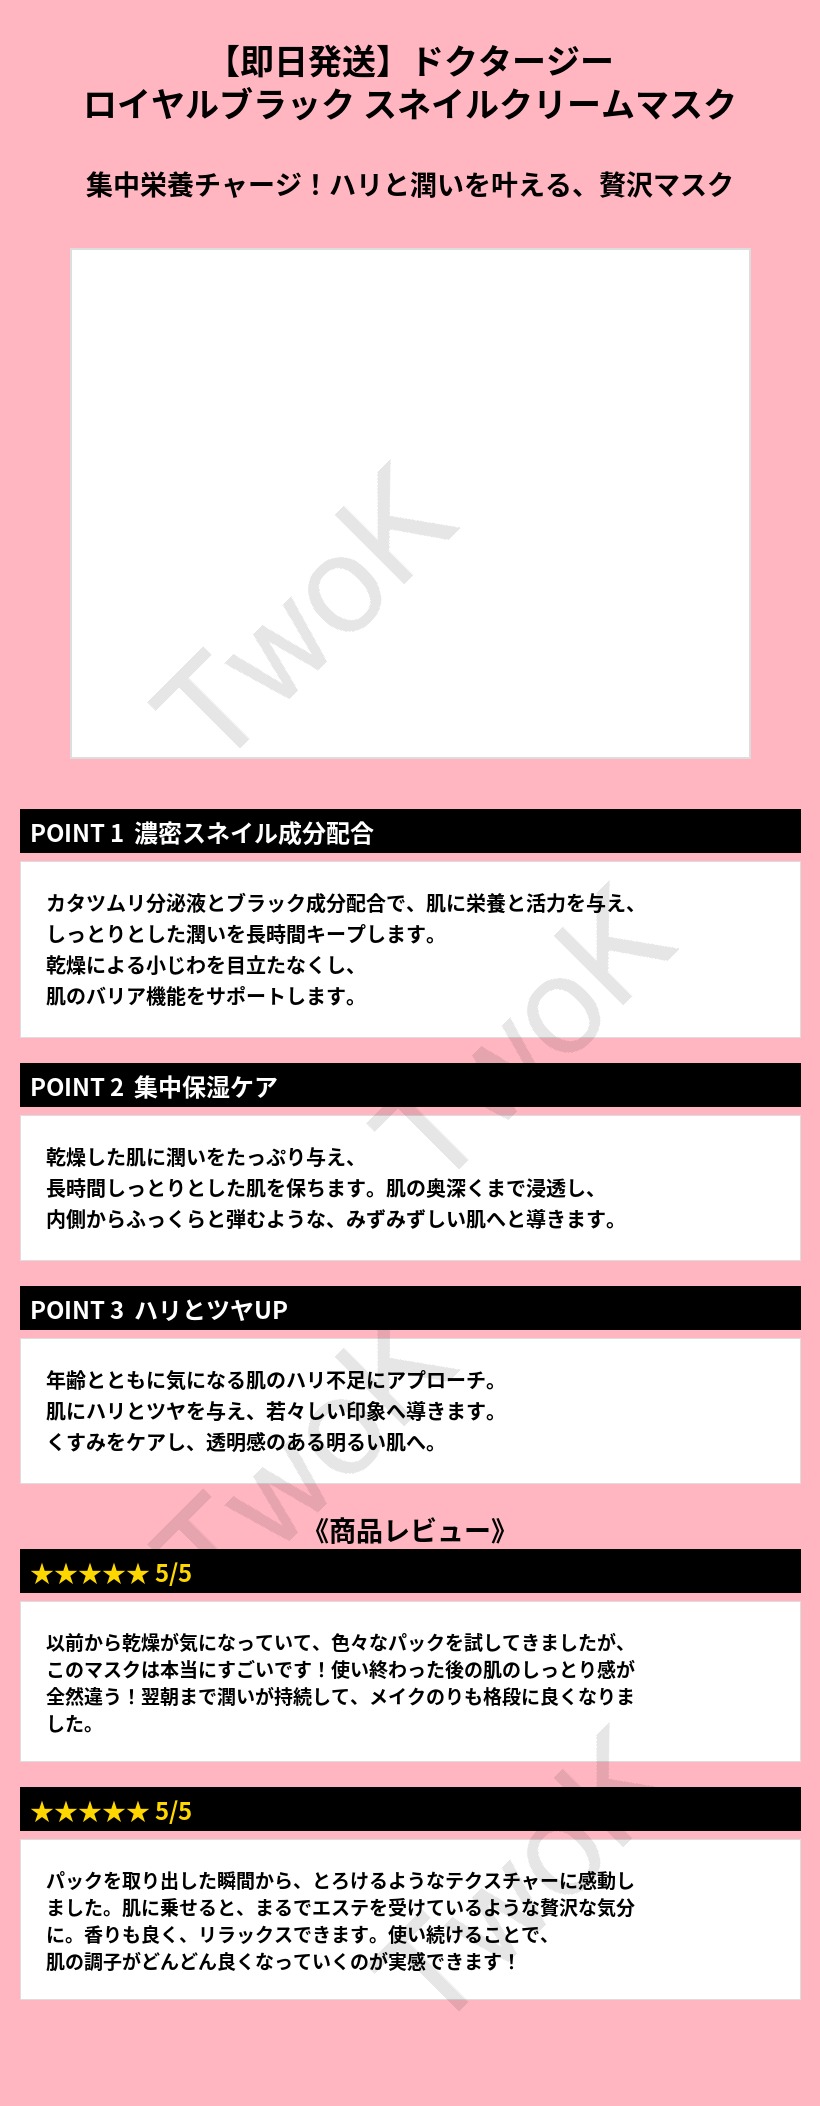 【即日発送】ドクタージー
ロイヤルブラック スネイルクリームマスク
集中栄養チャージ！ハリと潤いを叶える、贅沢マスク
TwoK
POINT 1 濃密スネイル成分配合
カタツムリ分泌液とブラック成分配合で、肌に栄養と活力を与え、
しっとりとした潤いを長時間キープします。
乾燥による小じわを目立たなくし、
肌のバリア機能をサポートします。
TwoK
POINT 2 集中保湿ケア
乾燥した肌に潤いをたっぷり与え、
長時間しっとりとした肌を保ちます。肌の奥深くまで浸透し、
内側からふっくらと弾むような、みずみずしい肌へと導きます。
POINT 3 ハリとツヤUP
年齢とともに気になる肌のハリ不足にアプローチ。
肌にハリとツヤを与え、若々しい印象へ導きます。
くすみをケアし、透明感のある明るい肌へ。
TwoK
《商品レビュー》
★★★★★ 5/5
以前から乾燥が気になっていて、色々なパックを試してきましたが、
このマスクは本当にすごいです！使い終わった後の肌のしっとり感が
全然違う！翌朝まで潤いが持続して、メイクのりも格段に良くなりま
した。
★★★★★ 5/5
パックを取り出した瞬間から、とろけるようなテクスチャーに感動し
ました。肌に乗せると、まるでエステを受けているような贅沢な気分
に。香りも良く、リラックスできます。使い続けることで、
肌の調子がどんどん良くなっていくのが実感できます！
TwoK